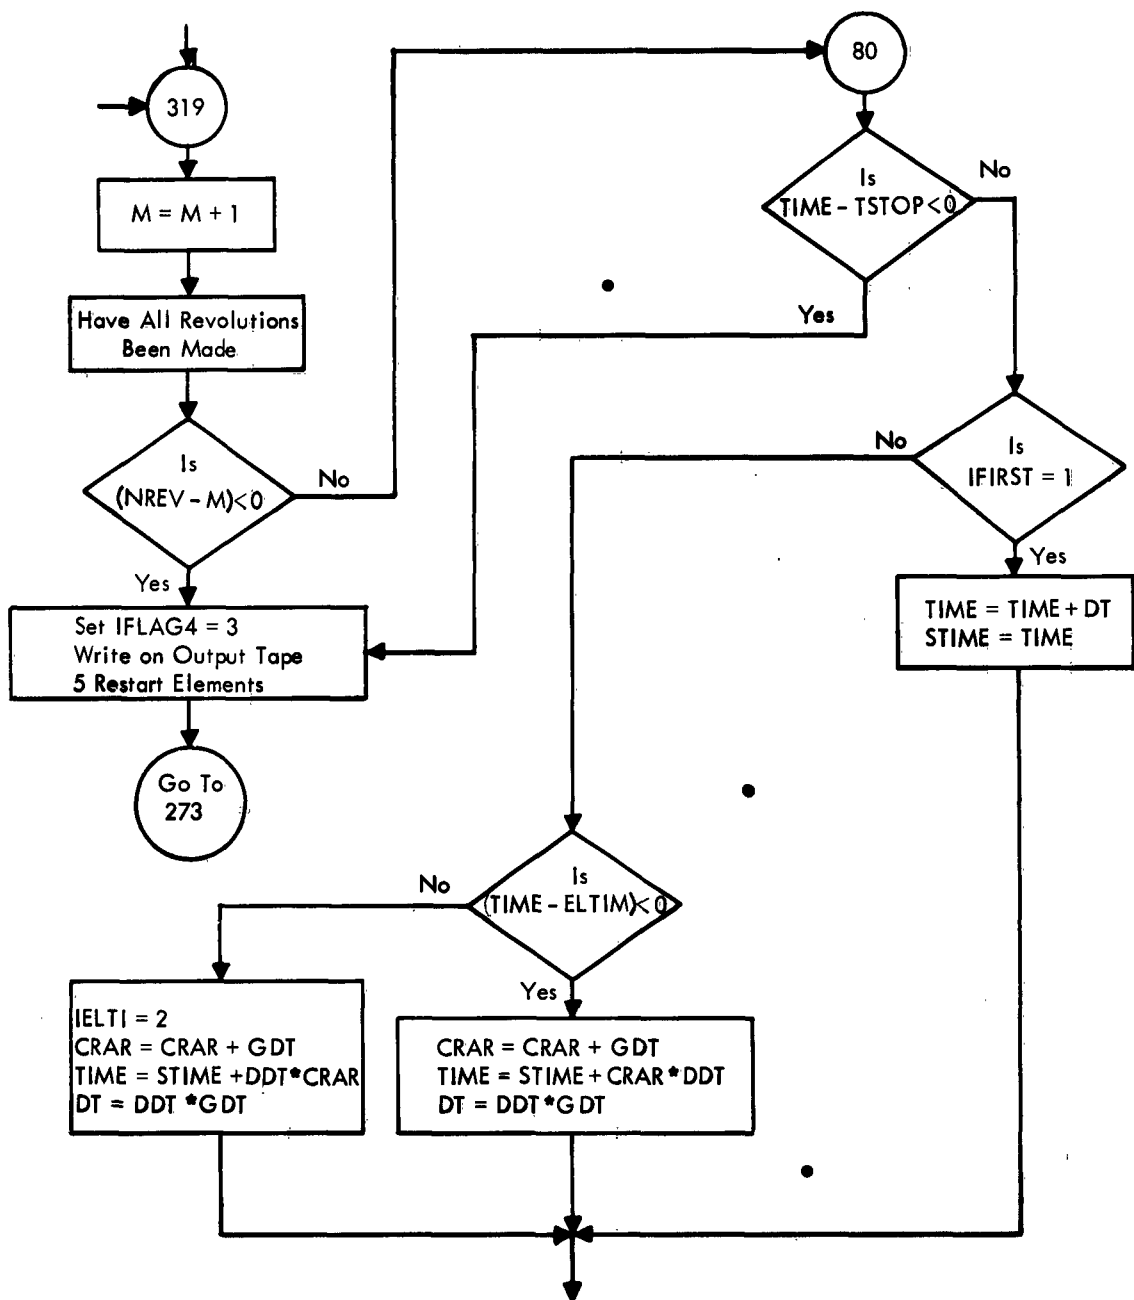 319
M = M + 1
Have All Revolutions
Been Made
Is
(NREV - M)<0
No
Yes
Set IFLAG4 = 3
Write on Output Tape
5 Restart Elements
Go To
273
80
Is
TIME - TSTOP<0
No
Yes
Is
IFIRST = 1
No
Yes
TIME = TIME + DT
STIME = TIME
Is
(TIME - ELTIM)<0
No
Yes
IELTI = 2
CRAR = CRAR + GDT
TIME = STIME +DDT*CRAR
DT = DDT *GDT
CRAR = CRAR + GDT
TIME = STIME + CRAR*DDT
DT = DDT*GDT